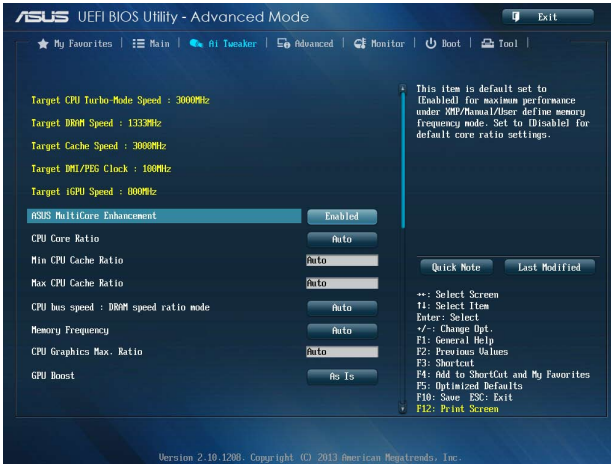 ASUS UEFI BIOS Utility - Advanced Mode
Exit
My Favorites | Main | Ai Tweaker | Advanced | Monitor | Boot | Tool |
Target CPU Turbo-Mode Speed : 3000MHz
Target DRAM Speed : 1333MHz
Target Cache Speed : 3000MHz
Target DMI/PEG Clock : 100MHz
Target iGPU Speed : 800MHz
ASUS MultiCore Enhancement Enabled
CPU Core Ratio Auto
Min CPU Cache Ratio Auto
Max CPU Cache Ratio Auto
CPU bus speed : DRAM speed ratio mode Auto
Memory Frequency Auto
CPU Graphics Max. Ratio Auto
GPU Boost As Is
This item is default set to
[Enabled] for maximum performance
under XMP/Manual/User define memory
frequency mode. Set to [Disable] for
default core ratio settings.
Quick Note
Last Modified
→←: Select Screen
↑↓: Select Item
Enter: Select
+/-: Change Opt.
F1: General Help
F2: Previous Values
F3: Shortcut
F4: Add to ShortCut and My Favorites
F5: Optimized Defaults
F10: Save ESC: Exit
F12: Print Screen
Version 2.10.1208. Copyright (C) 2013 American Megatrends, Inc.